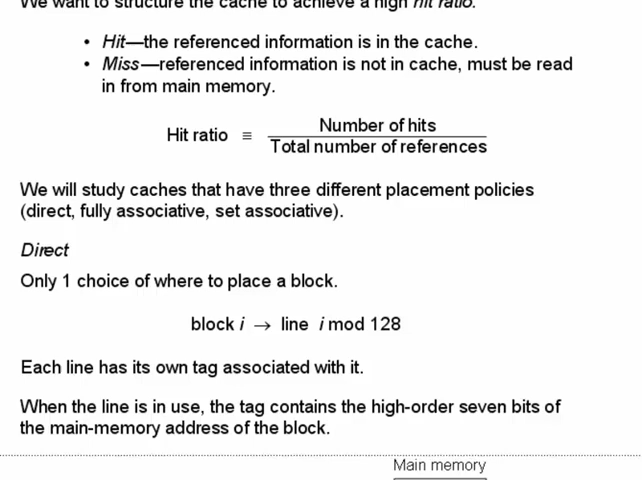 We want to structure the cache to achieve a high hit ratio.
• Hit—the referenced information is in the cache.
• Miss—referenced information is not in cache, must be read
in from main memory.
Hit ratio ≡ Number of hits / Total number of references
We will study caches that have three different placement policies
(direct, fully associative, set associative).
Direct
Only 1 choice of where to place a block.
block i → line i mod 128
Each line has its own tag associated with it.
When the line is in use, the tag contains the high-order seven bits of
the main-memory address of the block.
Main memory